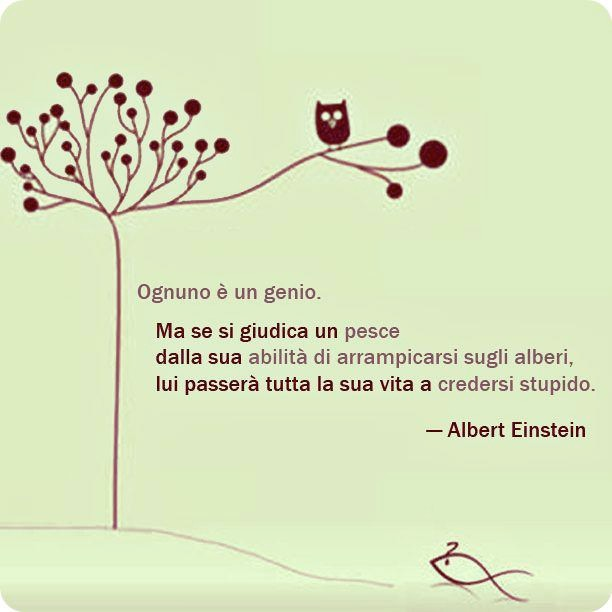 Ognuno è un genio.
Ma se si giudica un pesce
dalla sua abilità di arrampicarsi sugli alberi,
lui passerà tutta la sua vita a credersi stupido.
— Albert Einstein